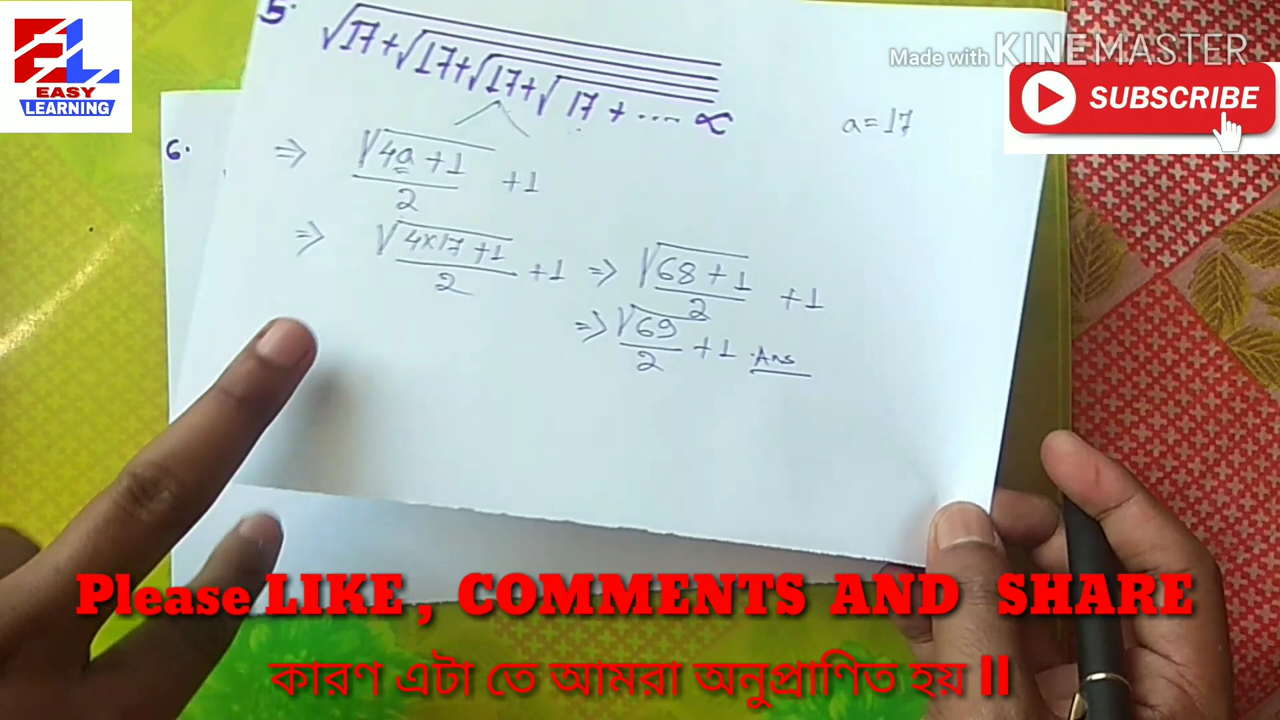 EL
EASY
LEARNING
Made with KINEMASTER
SUBSCRIBE
5. √17+√17+√17+√17+.... ∝
a=17
6.
⇒ √4a+1/2 +1
⇒ √4×17+1/2 +1 ⇒ √68+1/2 +1
⇒ √69/2 +1 . Ans
Please LIKE , COMMENTS AND SHARE
কারণ এটা তে আমরা অনুপ্রাণিত হয় ||